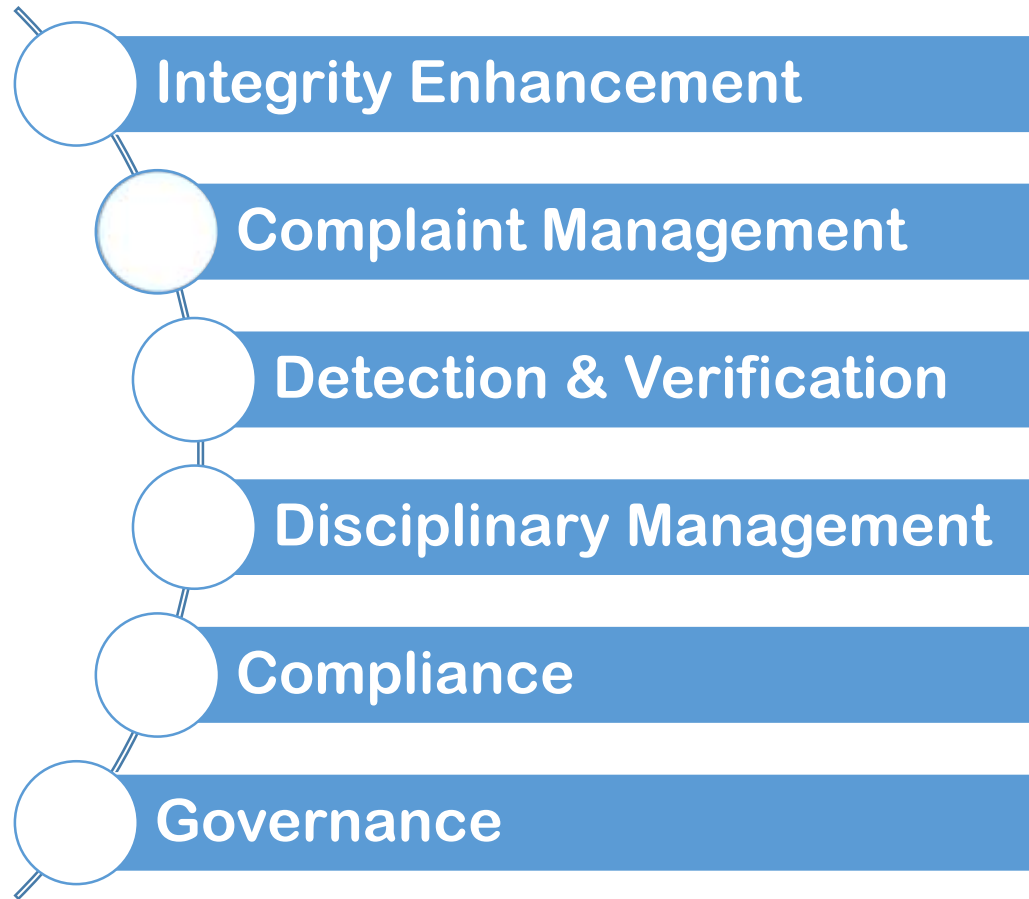 Integrity Enhancement
Complaint Management
Detection & Verification
Disciplinary Management
Compliance
Governance